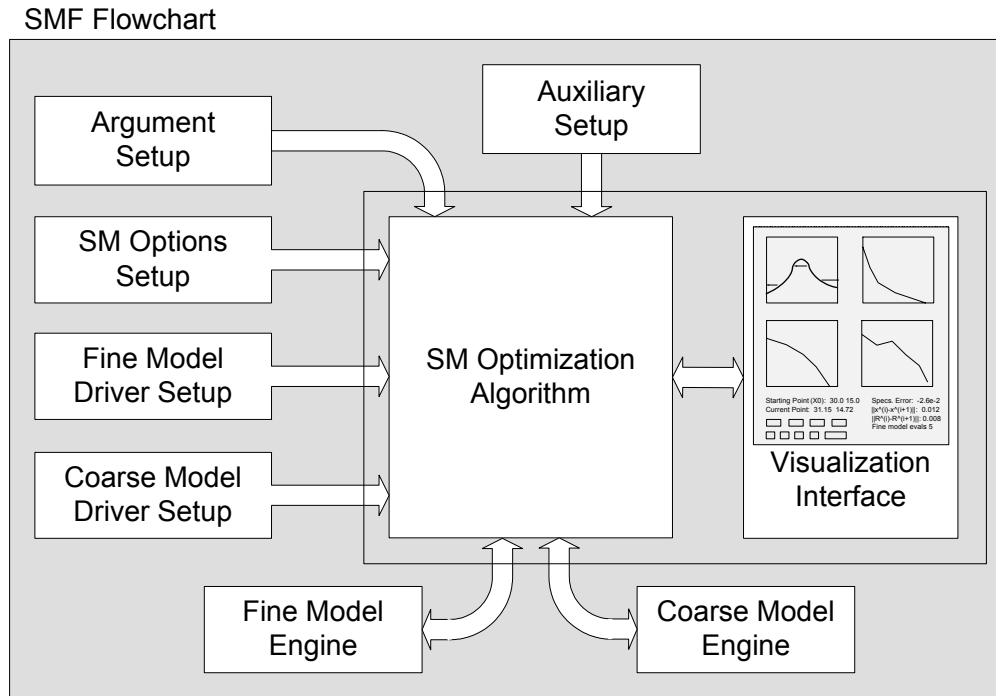 SMF Flowchart
Argument
Setup
Auxiliary
Setup
SM Options
Setup
Fine Model
Driver Setup
Coarse Model
Driver Setup
SM Optimization
Algorithm
Starting Point (X0): 30.0 15.0
Current Point: 31.15 14.72
Specs. Error: -2.6e-2
||x^(i)-x^(i+1)||: 0.012
||R^(i)-R^(i+1)||: 0.008
Fine model evals 5
Visualization
Interface
Fine Model
Engine
Coarse Model
Engine